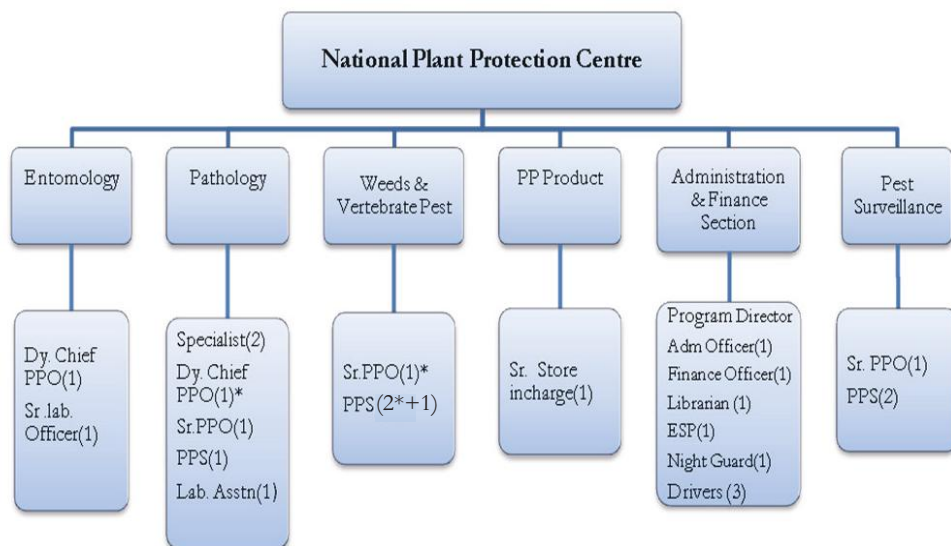 National Plant Protection Centre
Entomology
Pathology
Weeds &
Vertebrate Pest
PP Product
Administration
& Finance
Section
Pest
Surveillance
Dy. Chief
PPO(1)
Sr.lab.
Officer(1)
Specialist(2)
Dy. Chief
PPO(1)*
Sr.PPO(1)
PPS(1)
Lab. Asstn(1)
Sr.PPO(1)*
PPS(2*+1)
Sr. Store
incharge(1)
Program Director
Adm Officer(1)
Finance Officer(1)
Librarian (1)
ESP(1)
Night Guard(1)
Drivers (3)
Sr. PPO(1)
PPS(2)